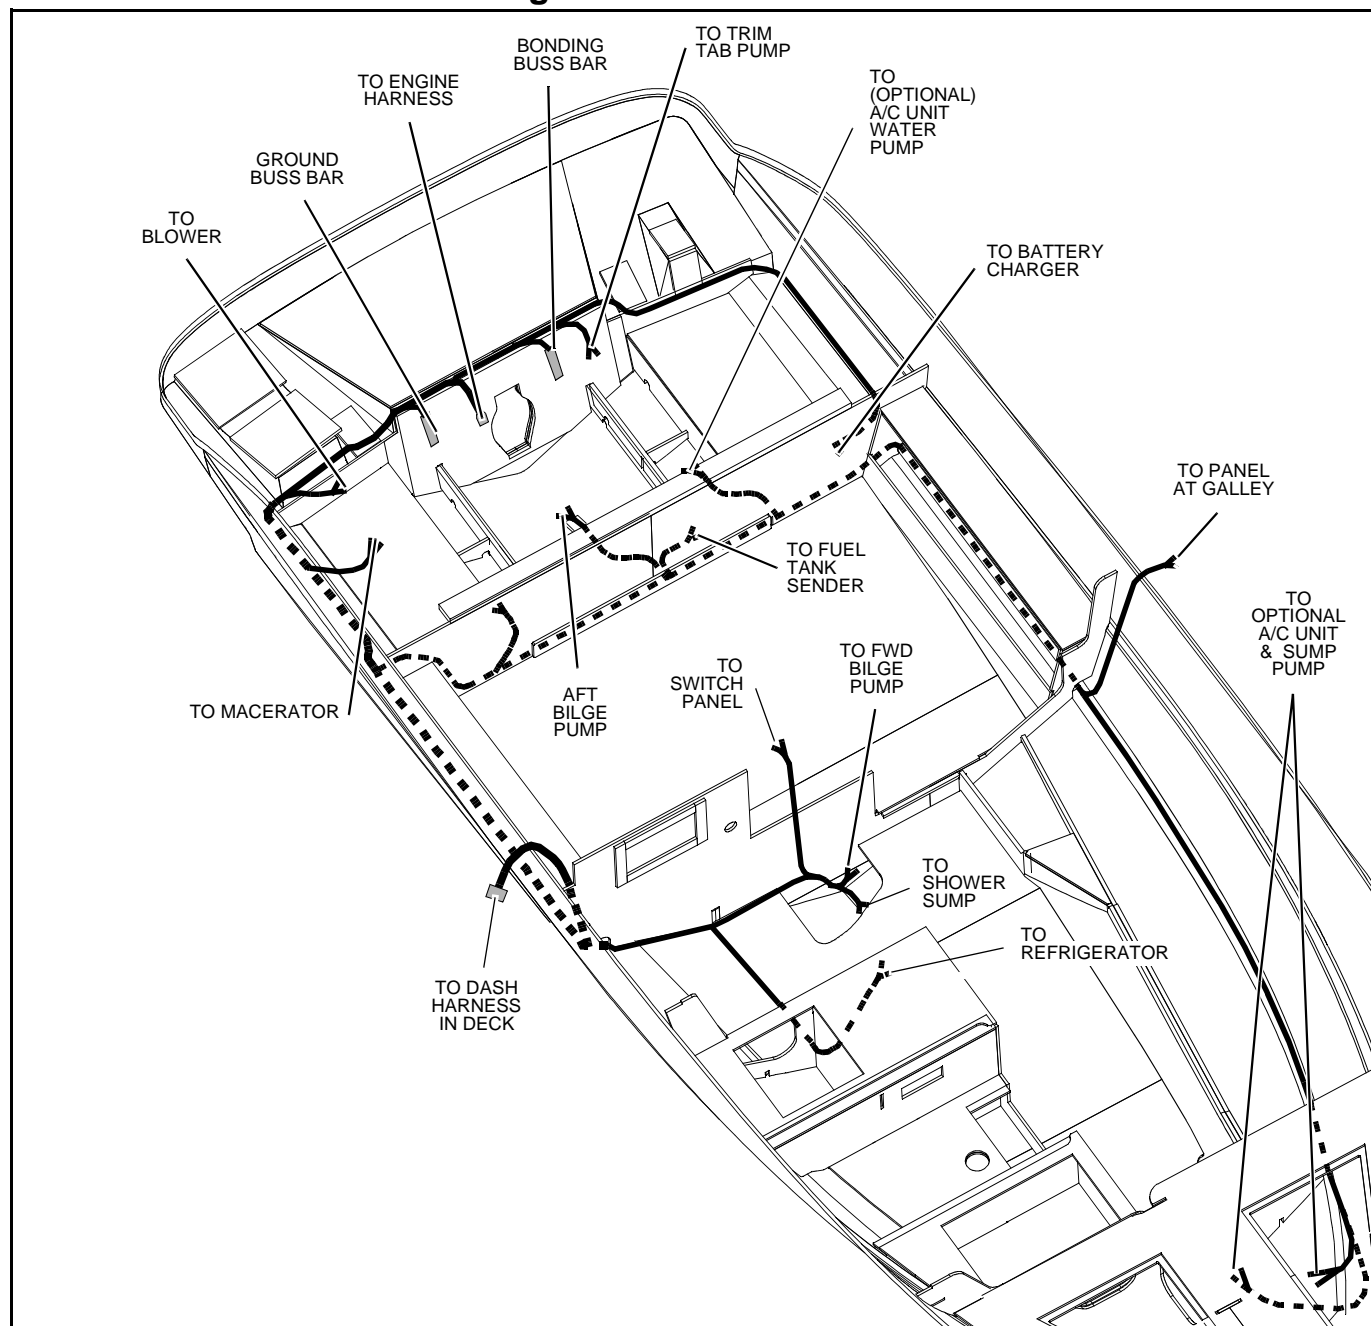 BONDING
BUSS BAR
TO TRIM
TAB PUMP
TO ENGINE
HARNESS
TO
(OPTIONAL)
A/C UNIT
WATER
PUMP
GROUND
BUSS BAR
TO
BLOWER
TO BATTERY
CHARGER
TO PANEL
AT GALLEY
TO FUEL
TANK
SENDER
TO
OPTIONAL
A/C UNIT
& SUMP
PUMP
TO MACERATOR
AFT
BILGE
PUMP
TO
SWITCH
PANEL
TO FWD
BILGE
PUMP
TO
SHOWER
SUMP
TO
REFRIGERATOR
TO DASH
HARNESS
IN DECK